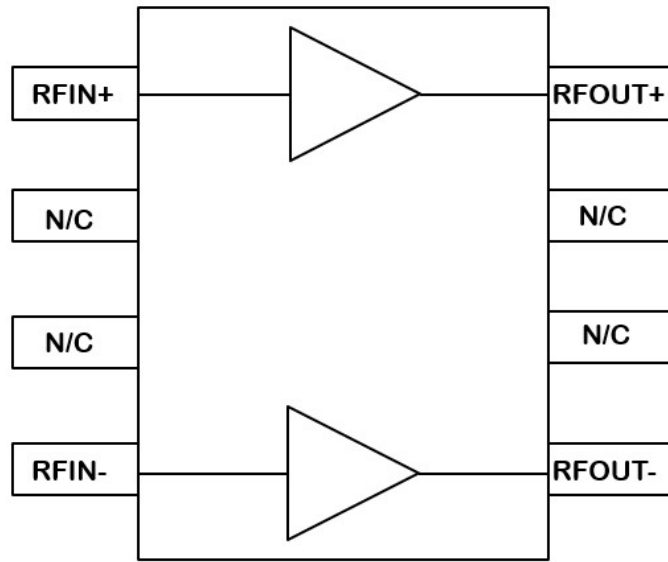 RFIN+
RFOUT+
N/C
N/C
N/C
N/C
RFIN-
RFOUT-